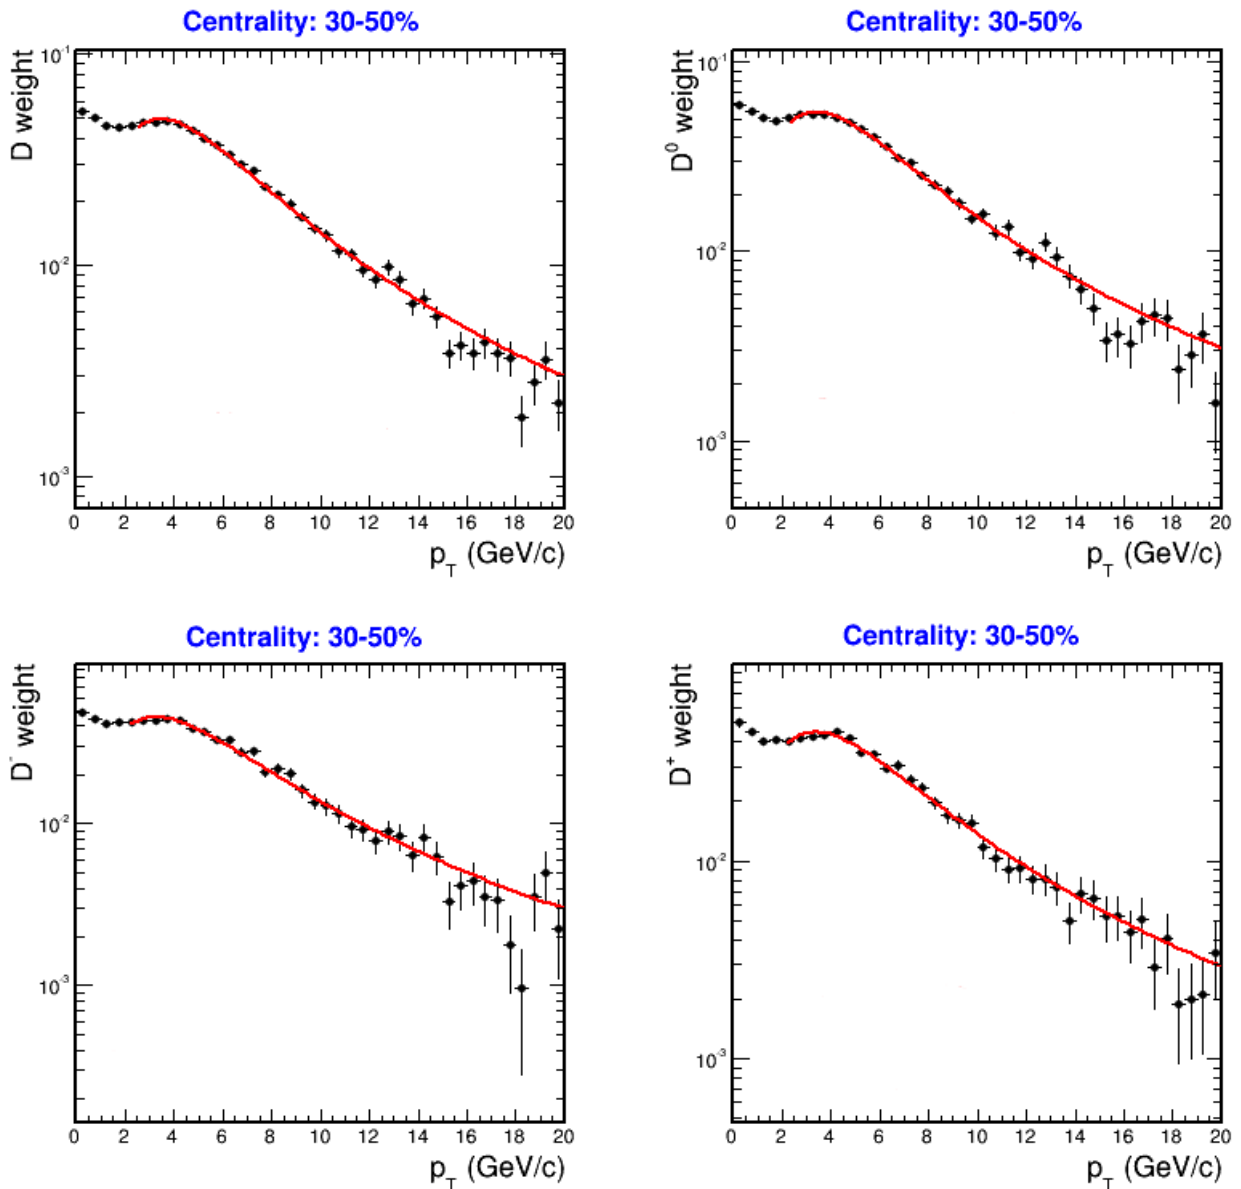 Centrality: 30-50%
D weight
10⁻¹
10⁻²
10⁻³
0 2 4 6 8 10 12 14 16 18 20
p_T (GeV/c)
Centrality: 30-50%
D⁰ weight
10⁻¹
10⁻²
10⁻³
0 2 4 6 8 10 12 14 16 18 20
p_T (GeV/c)
Centrality: 30-50%
D⁻ weight
10⁻²
10⁻³
0 2 4 6 8 10 12 14 16 18 20
p_T (GeV/c)
Centrality: 30-50%
D⁺ weight
10⁻²
10⁻³
0 2 4 6 8 10 12 14 16 18 20
p_T (GeV/c)